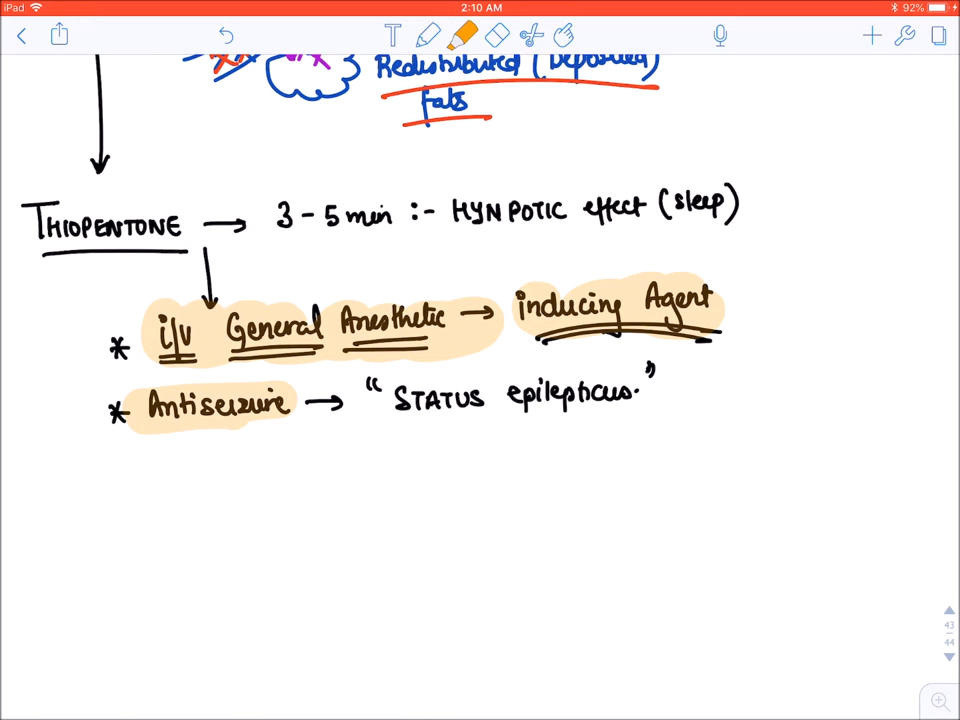 iPad 2:10 AM 92%
T
Redistributed (Deposited)
fats
THIOPENTONE → 3 - 5 min :- HYNPOTIC effect (sleep)
* i/v General Anesthetic → inducing Agent
* Antiseizure → "STATUS epilepticus."
43
44